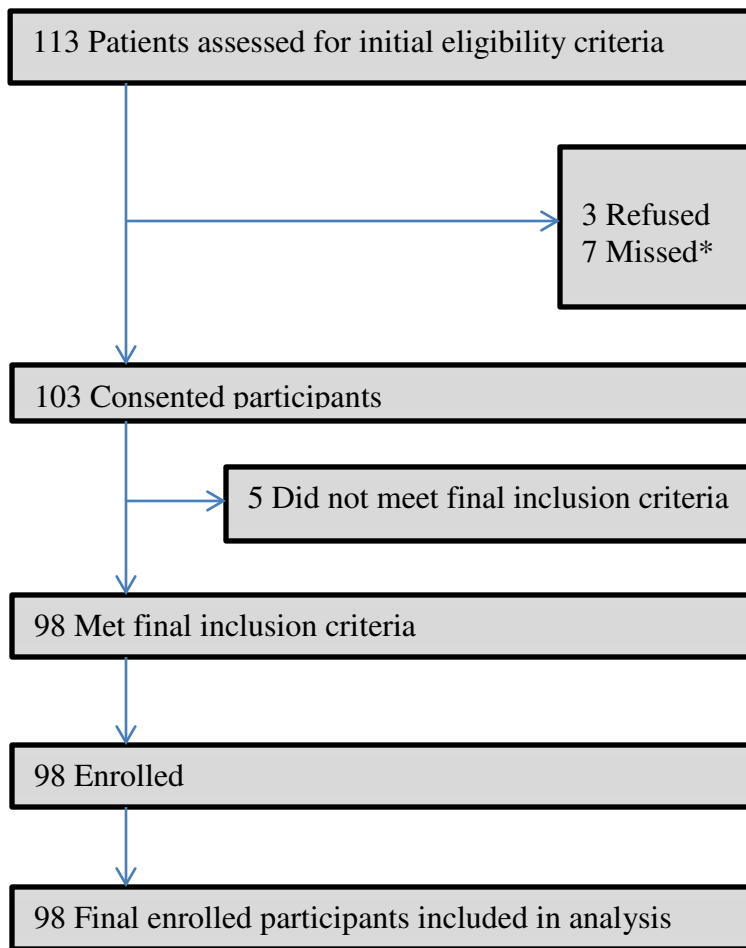 113 Patients assessed for initial eligibility criteria
3 Refused
7 Missed*
103 Consented participants
5 Did not meet final inclusion criteria
98 Met final inclusion criteria
98 Enrolled
98 Final enrolled participants included in analysis